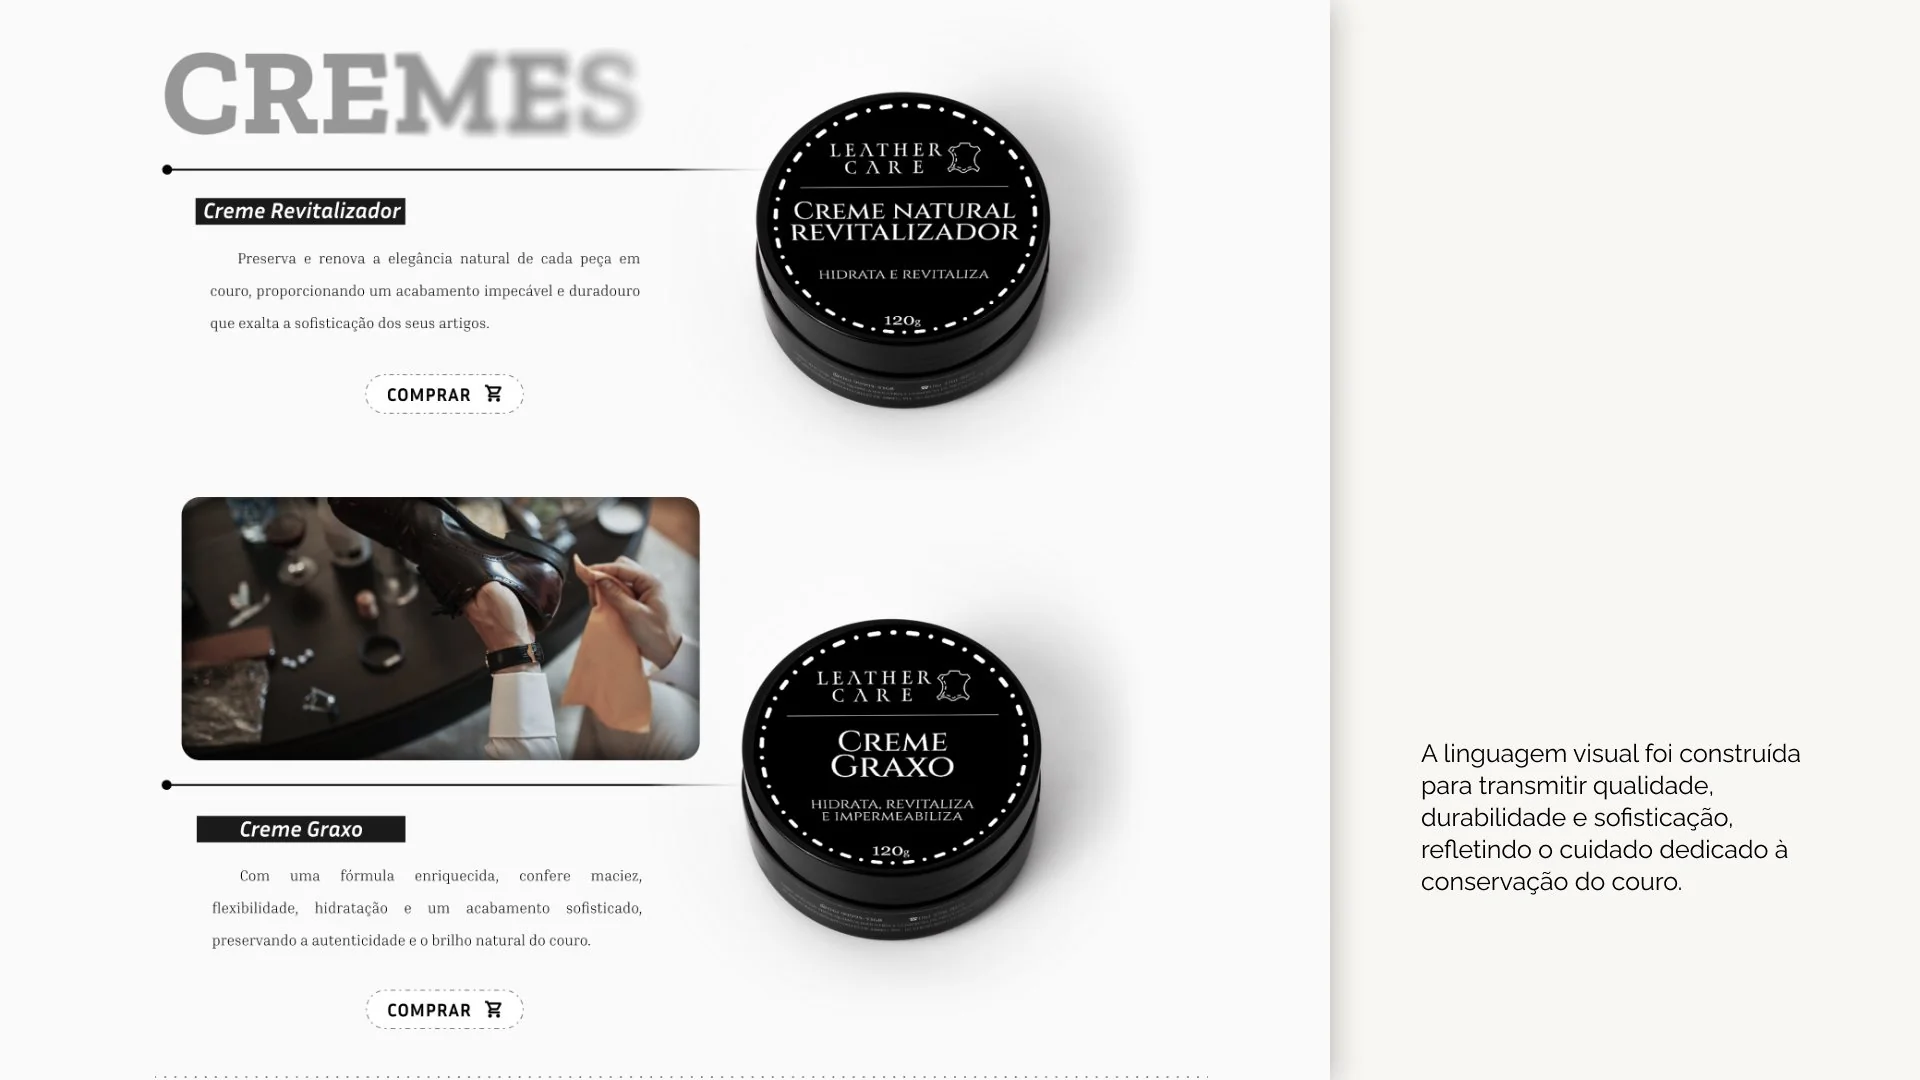 CREMES
Creme Revitalizador
Preserva e renova a elegância natural de cada peça em
couro, proporcionando um acabamento impecável e duradouro
que exalta a sofisticação dos seus artigos.
COMPRAR
LEATHER
CARE
CREME NATURAL
REVITALIZADOR
HIDRATA E REVITALIZA
120g
LEATHER
CARE
CREME
GRAXO
HIDRATA, REVITALIZA
E IMPERMEABILIZA
120g
Creme Graxo
Com uma fórmula enriquecida, confere maciez,
flexibilidade, hidratação e um acabamento sofisticado,
preservando a autenticidade e o brilho natural do couro.
COMPRAR
A linguagem visual foi construída
para transmitir qualidade,
durabilidade e sofisticação,
refletindo o cuidado dedicado à
conservação do couro.